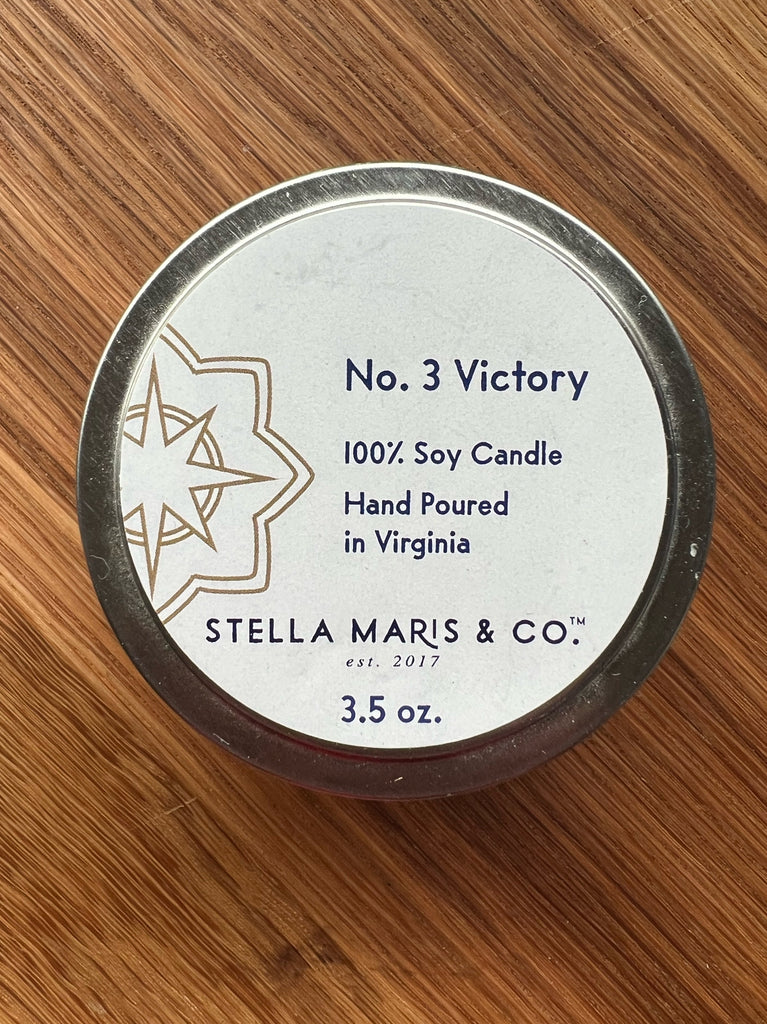 No. 3 Victory
100% Soy Candle
Hand Poured
in Virginia
STELLA MARIS & CO.™
est. 2017
3.5 oz.